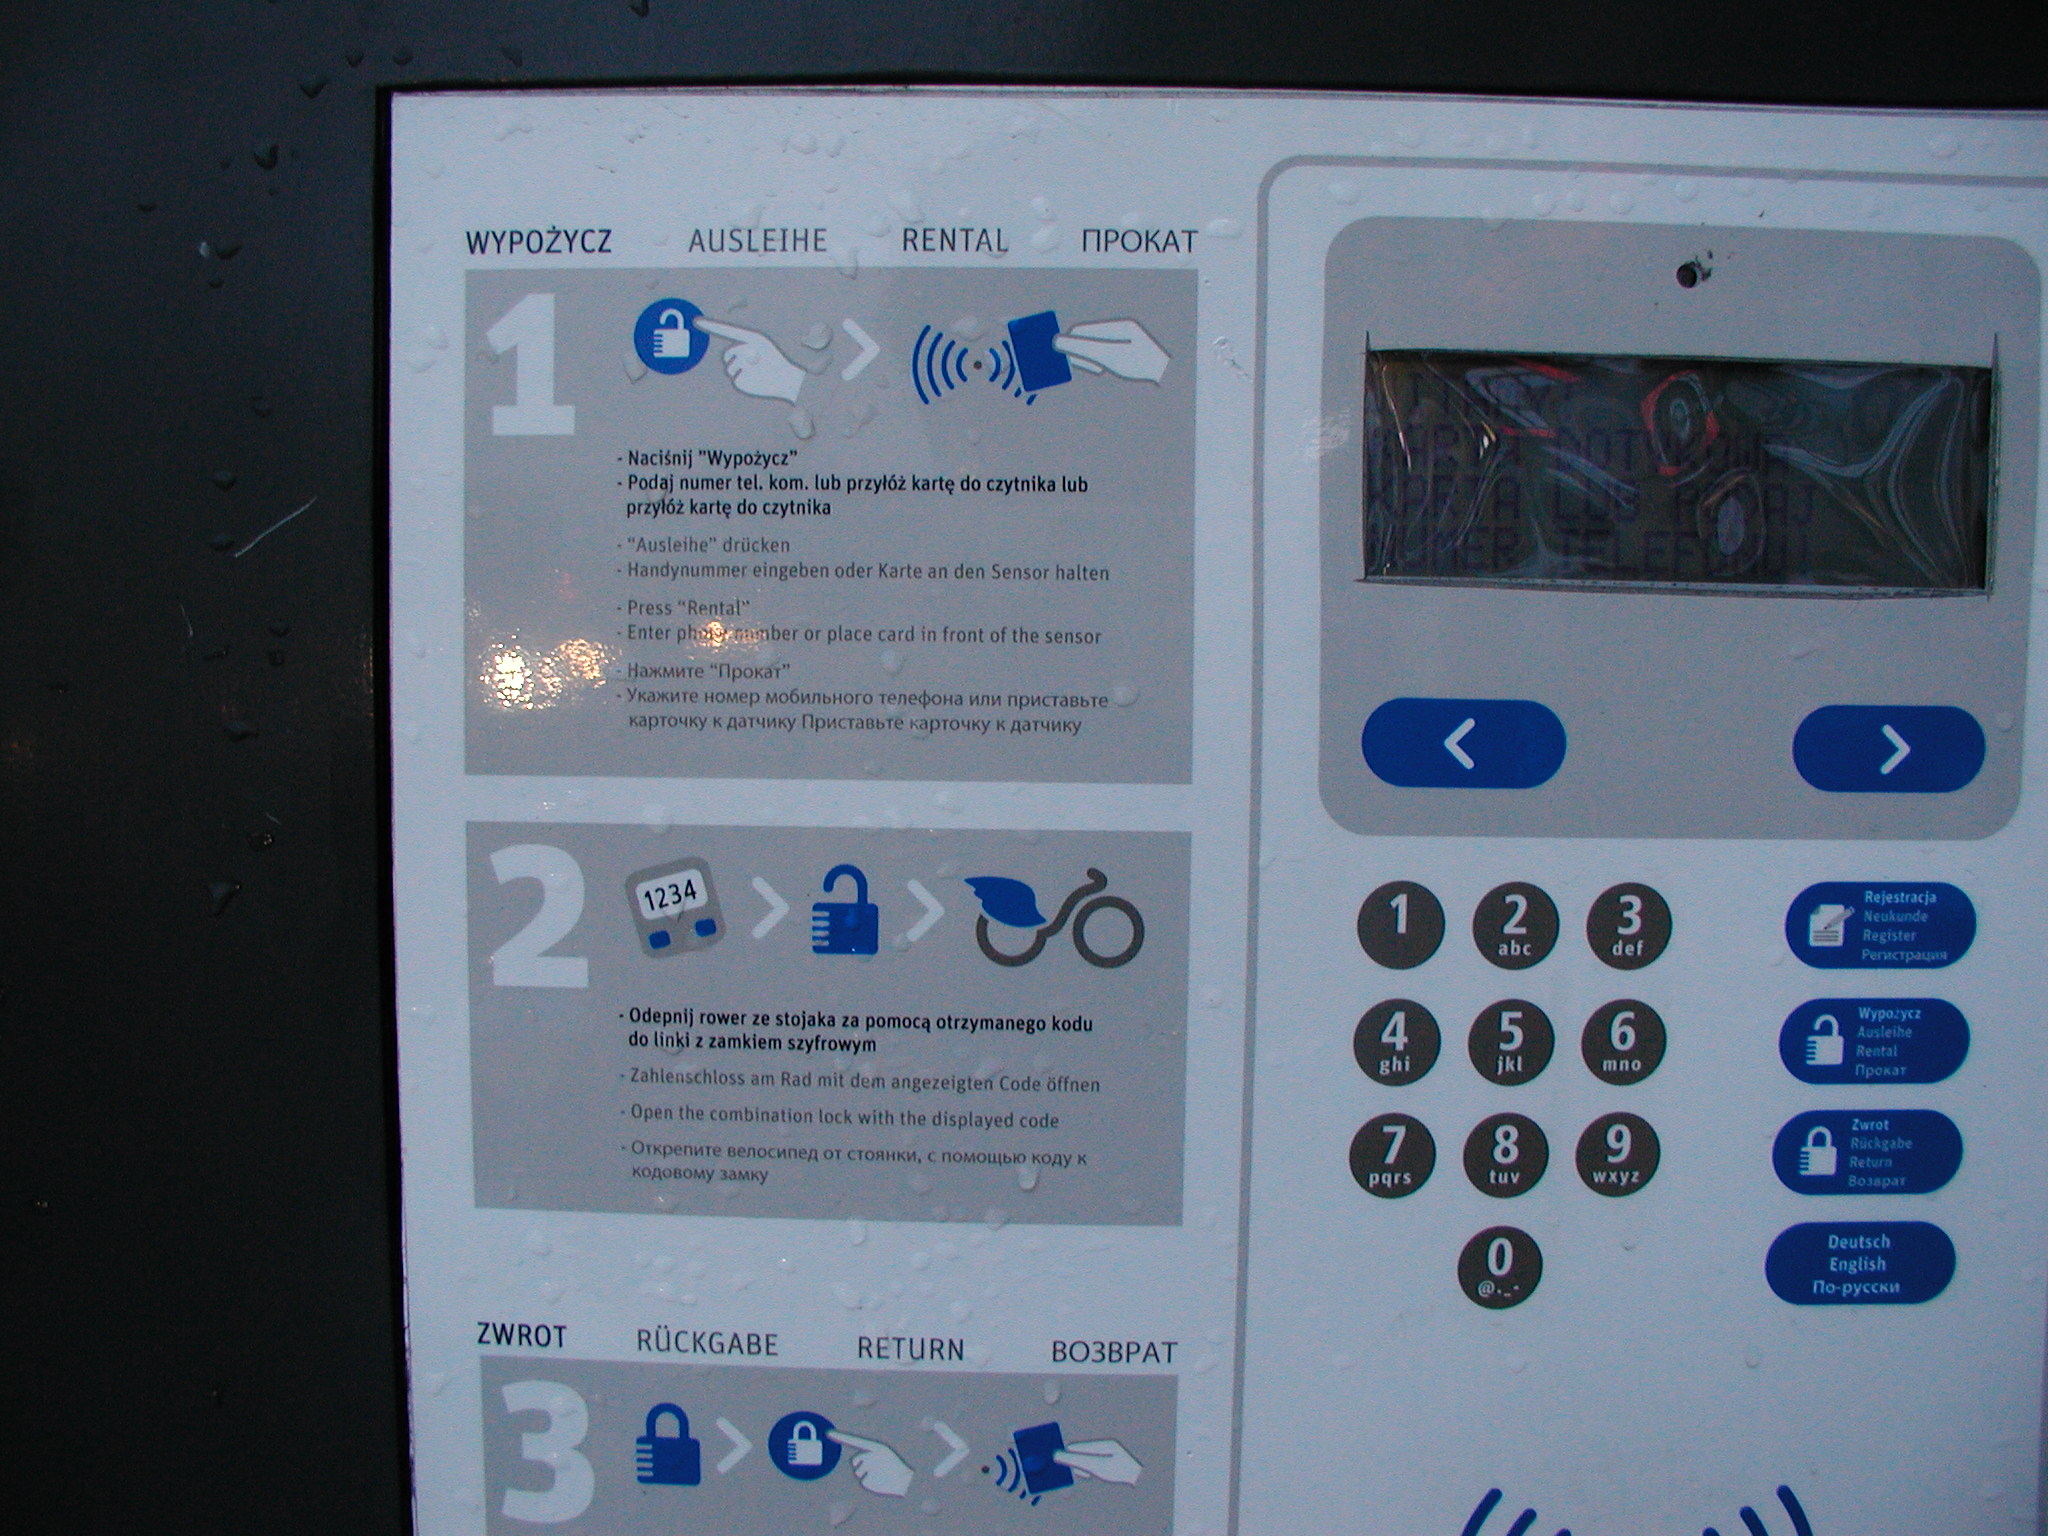 WYPOŻYCZ AUSLEIHE RENTAL ПРОКАТ
1
- Naciśnij "Wypożycz"
- Podaj numer tel. kom. lub przyłóż kartę do czytnika lub
przyłóż kartę do czytnika
- "Ausleihe" drücken
- Handynummer eingeben oder Karte an den Sensor halten
- Press "Rental"
- Enter phone number or place card in front of the sensor
- Нажмите "Прокат"
- Укажите номер мобильного телефона или приставьте
карточку к датчику Приставьте карточку к датчику
2
1234
- Odepnij rower ze stojaka za pomocą otrzymanego kodu
do linki z zamkiem szyfrowym
- Zahlenschloss am Rad mit dem angezeigten Code öffnen
- Open the combination lock with the displayed code
- Открепите велосипед от стоянки, с помощью коду к
кодовому замку
ZWROT RÜCKGABE RETURN ВОЗВРАТ
3
KARTA LUB PODAJ
NUMER TELEFONU
< >
1 2 3
abc def
4 5 6
ghi jkl mno
7 8 9
pqrs tuv wxyz
0
@._-
Rejestracja
Neukunde
Register
Регистрация
Wypożycz
Ausleihe
Rental
Прокат
Zwrot
Rückgabe
Return
Возврат
Deutsch
English
По-русски